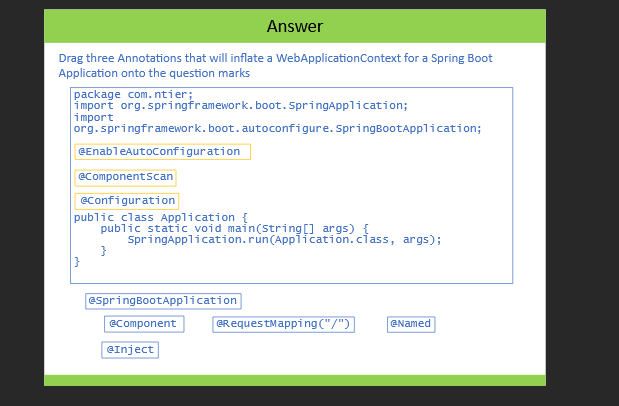 Answer
Drag three Annotations that will inflate a WebApplicationContext for a Spring Boot
Application onto the question marks
package com.ntier;
import org.springframework.boot.SpringApplication;
import
org.springframework.boot.autoconfigure.SpringBootApplication;
@EnableAutoConfiguration
@ComponentScan
@Configuration
public class Application {
    public static void main(String[] args) {
        SpringApplication.run(Application.class, args);
    }
}
@SpringBootApplication
@Component @RequestMapping("/") @Named
@Inject